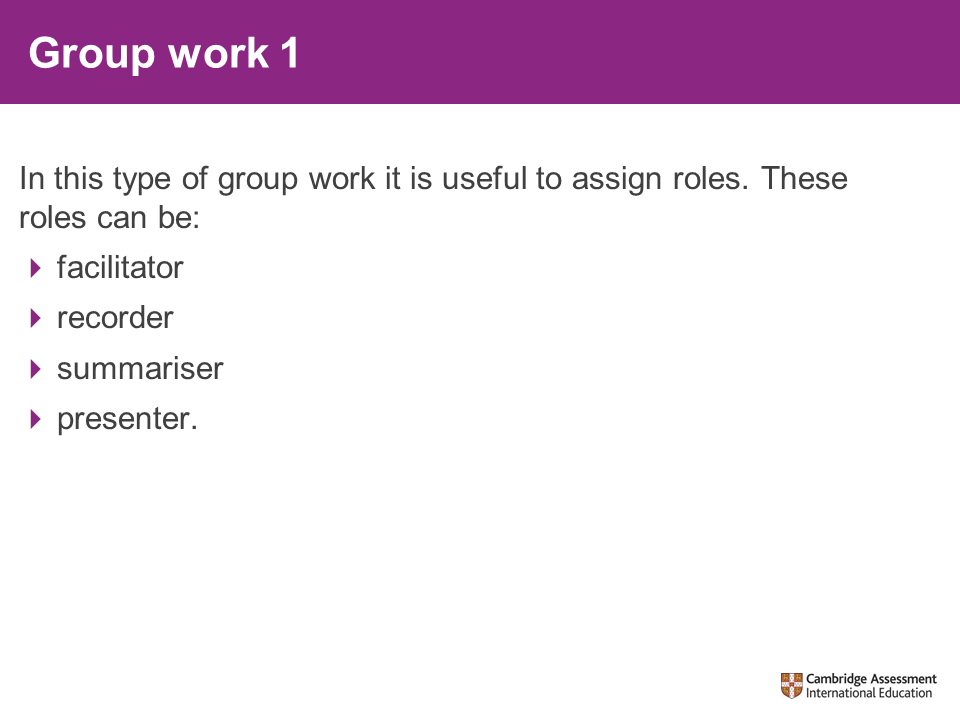 Group work 1
In this type of group work it is useful to assign roles. These
roles can be:
facilitator
recorder
summariser
presenter.
Cambridge Assessment
International Education